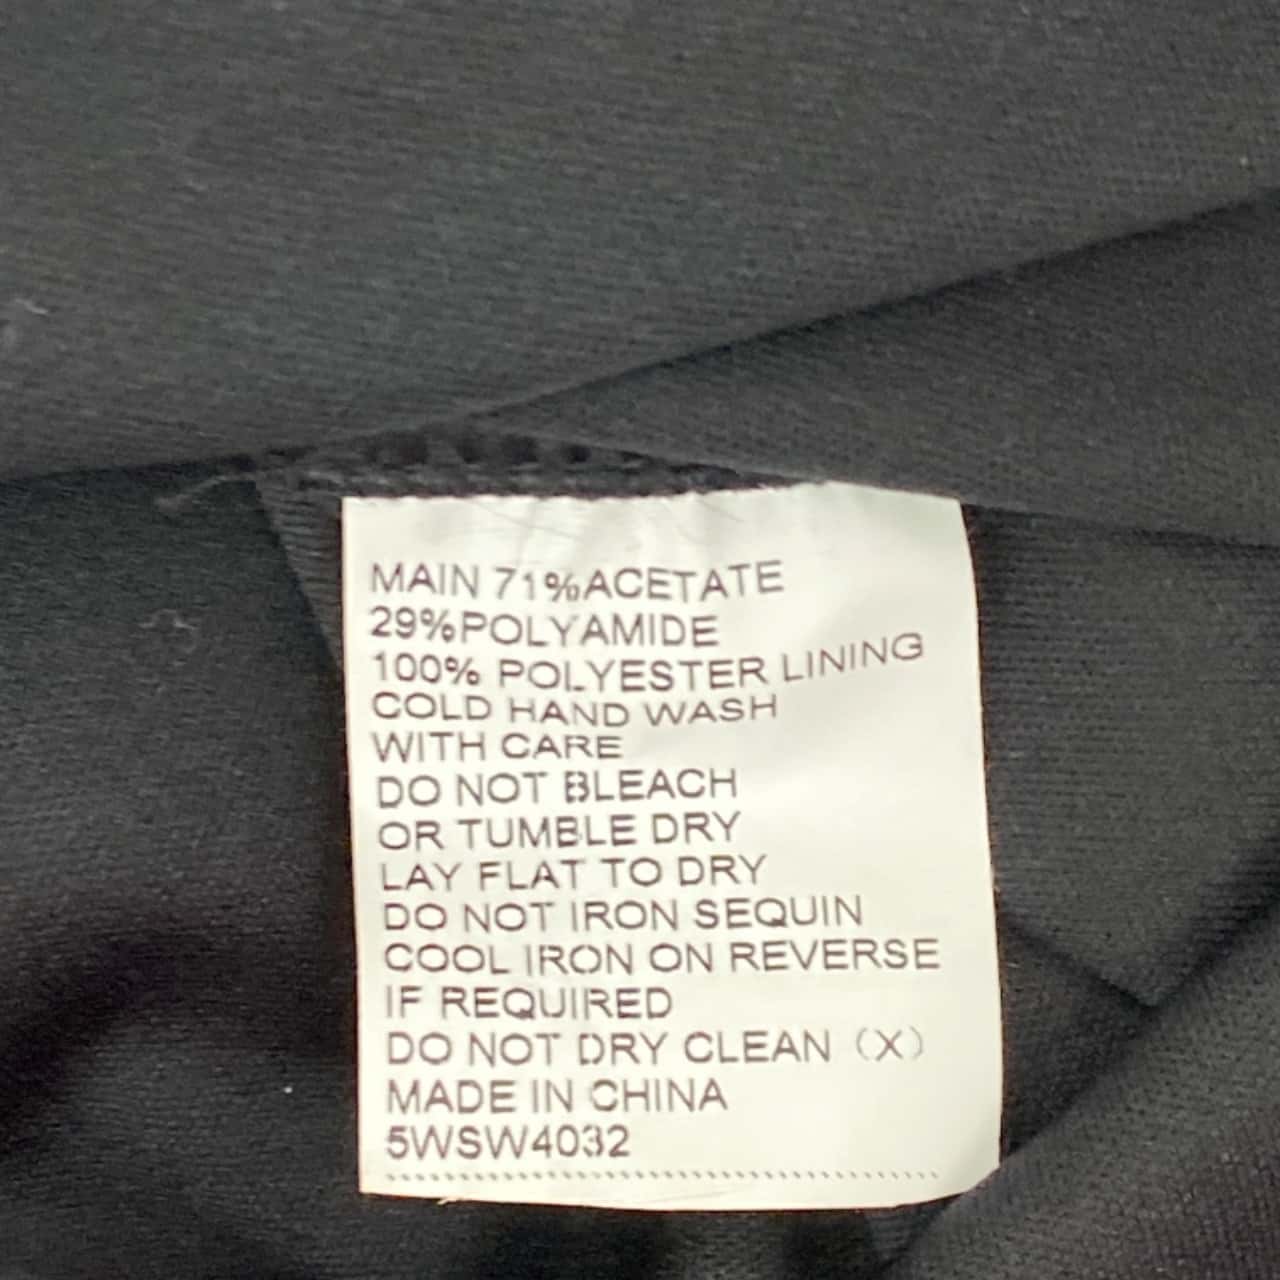 MAIN 71%ACETATE
29%POLYAMIDE
100% POLYESTER LINING
COLD HAND WASH
WITH CARE
DO NOT BLEACH
OR TUMBLE DRY
LAY FLAT TO DRY
DO NOT IRON SEQUIN
COOL IRON ON REVERSE
IF REQUIRED
DO NOT DRY CLEAN (X)
MADE IN CHINA
5WSW4032